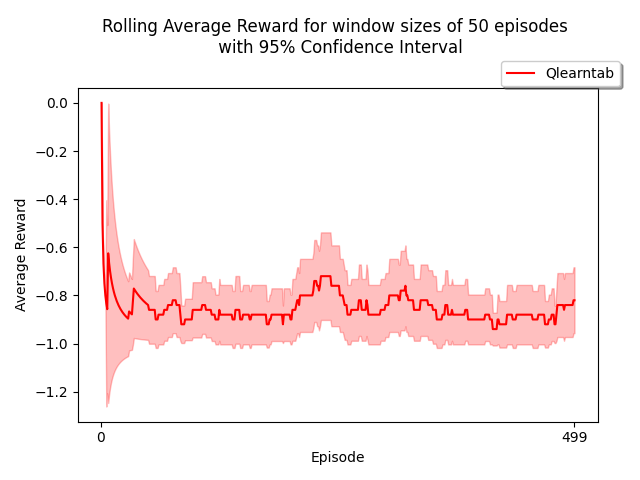 Rolling Average Reward for window sizes of 50 episodes
with 95% Confidence Interval
Qlearntab
0.0
−0.2
−0.4
−0.6
−0.8
−1.0
−1.2
Average Reward
0
499
Episode